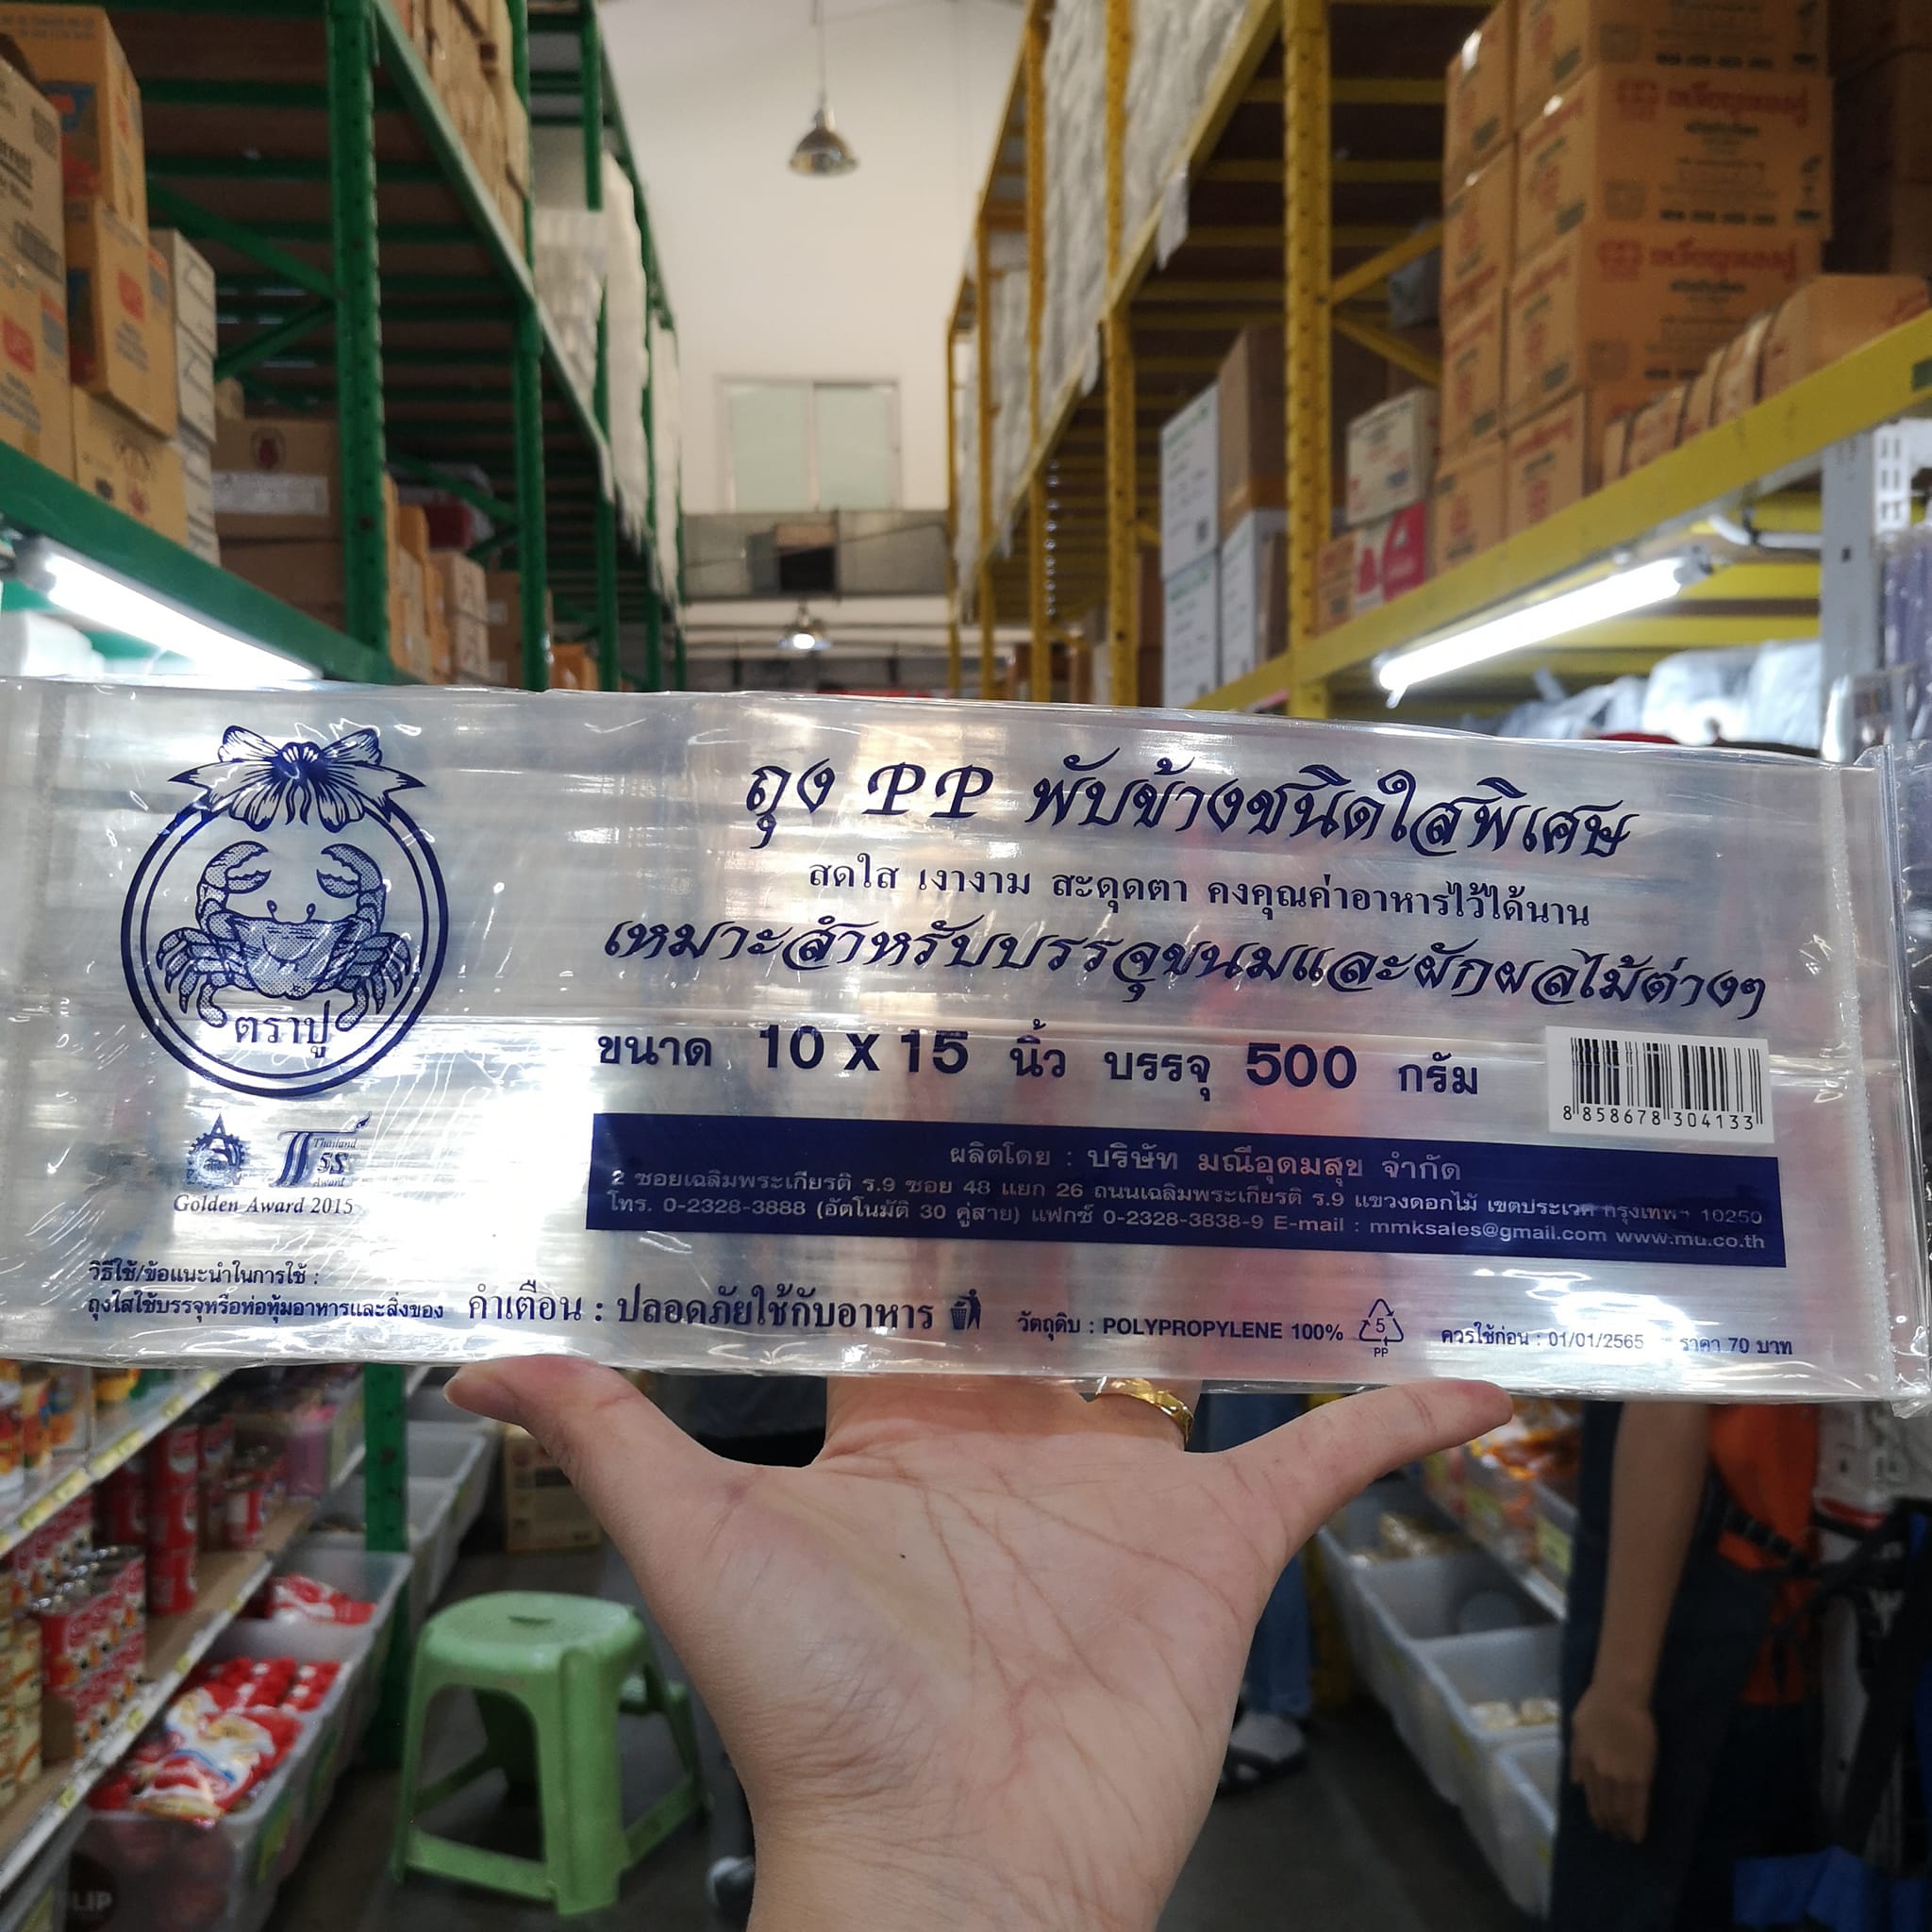 ถุง PP พับข้างชนิดใสพิเศษ
สดใส เงางาม สะดุดตา คงคุณค่าอาหารไว้ได้นาน
เหมาะสำหรับบรรจุขนมและผักผลไม้ต่างๆ
ตราปู
ขนาด 10 x 15 นิ้ว บรรจุ 500 กรัม
8 858678 304133
Thailand
5ร
Award
Golden Award 2015
ผลิตโดย : บริษัท มณีอุดมสุข จำกัด
2 ซอยเฉลิมพระเกียรติ ร.9 ซอย 48 แยก 26 ถนนเฉลิมพระเกียรติ ร.9 แขวงดอกไม้ เขตประเวศ กรุงเทพฯ 10250
โทร. 0-2328-3888 (อัตโนมัติ 30 คู่สาย) แฟกซ์ 0-2328-3838-9 E-mail : mmksales@gmail.com www.mu.co.th
วิธีใช้/ข้อแนะนำในการใช้ :
ถุงใสใช้บรรจุหรือห่อหุ้มอาหารและสิ่งของ
คำเตือน : ปลอดภัยใช้กับอาหาร
วัตถุดิบ : POLYPROPYLENE 100%
5
PP
ควรใช้ก่อน : 01/01/2565
ราคา 70 บาท